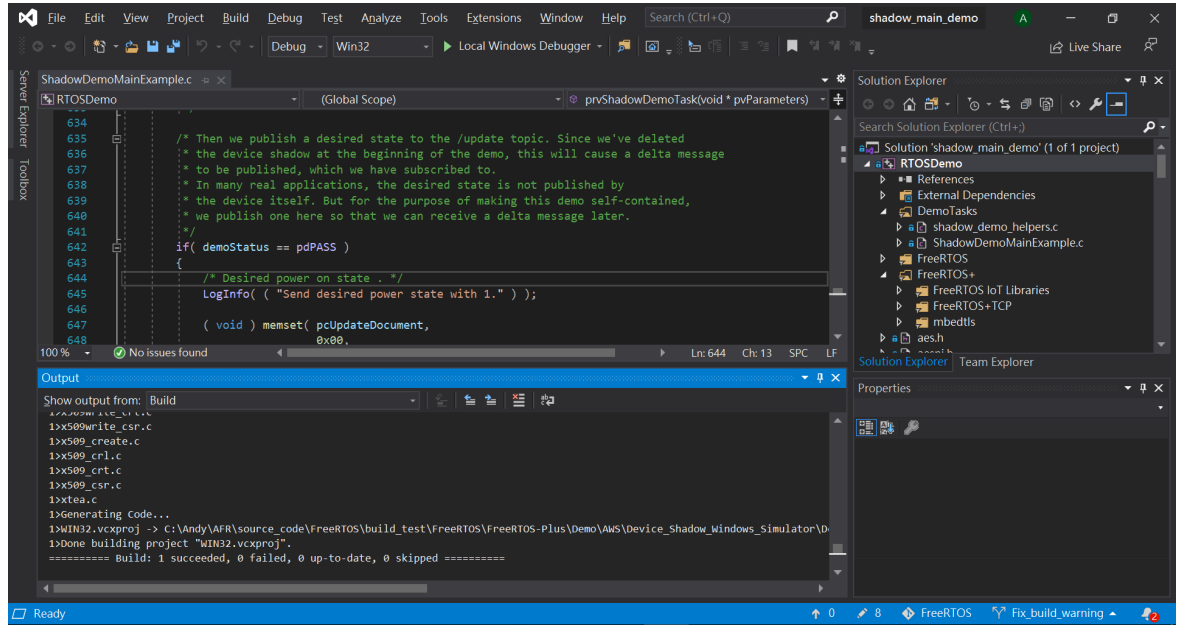 File Edit View Project Build Debug Test Analyze Tools Extensions Window Help Search (Ctrl+Q) shadow_main_demo A
Debug Win32 Local Windows Debugger Live Share
Server Explorer
Toolbox
ShadowDemoMainExample.c
RTOSDemo (Global Scope) prvShadowDemoTask(void * pvParameters)
634
635 /* Then we publish a desired state to the /update topic. Since we've deleted
636 * the device shadow at the beginning of the demo, this will cause a delta message
637 * to be published, which we have subscribed to.
638 * In many real applications, the desired state is not published by
639 * the device itself. But for the purpose of making this demo self-contained,
640 * we publish one here so that we can receive a delta message later.
641 */
642 if( demoStatus == pdPASS )
643 {
644 /* Desired power on state . */
645 LogInfo( ( "Send desired power state with 1." ) );
646
647 ( void ) memset( pcUpdateDocument,
648 0x00,
100 % No issues found Ln: 644 Ch: 13 SPC LF
Output
Show output from: Build
1>x509write_crt.c
1>x509write_csr.c
1>x509_create.c
1>x509_crl.c
1>x509_crt.c
1>x509_csr.c
1>xtea.c
1>Generating Code...
1>WIN32.vcxproj -> C:\Andy\AFR\source_code\FreeRTOS\build_test\FreeRTOS\FreeRTOS-Plus\Demo\AWS\Device_Shadow_Windows_Simulator\D
1>Done building project "WIN32.vcxproj".
========== Build: 1 succeeded, 0 failed, 0 up-to-date, 0 skipped ==========
Solution Explorer
Search Solution Explorer (Ctrl+;)
Solution 'shadow_main_demo' (1 of 1 project)
RTOSDemo
References
External Dependencies
DemoTasks
shadow_demo_helpers.c
ShadowDemoMainExample.c
FreeRTOS
FreeRTOS+
FreeRTOS IoT Libraries
FreeRTOS+TCP
mbedtls
aes.h
Solution Explorer Team Explorer
Properties
Ready 0 8 FreeRTOS Fix_build_warning 2